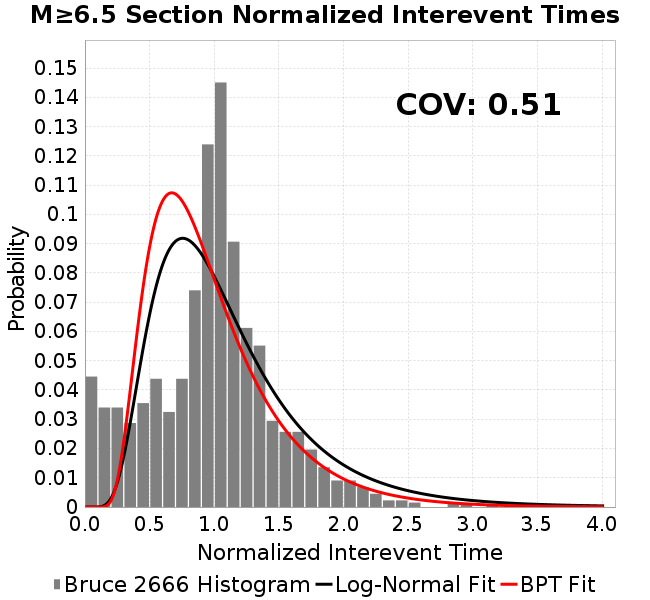 M≥6.5 Section Normalized Interevent Times
COV: 0.51
Probability
0.15
0.14
0.13
0.12
0.11
0.1
0.09
0.08
0.07
0.06
0.05
0.04
0.03
0.02
0.01
0
0.0 0.5 1.0 1.5 2.0 2.5 3.0 3.5 4.0
Normalized Interevent Time
Bruce 2666 Histogram Log-Normal Fit BPT Fit